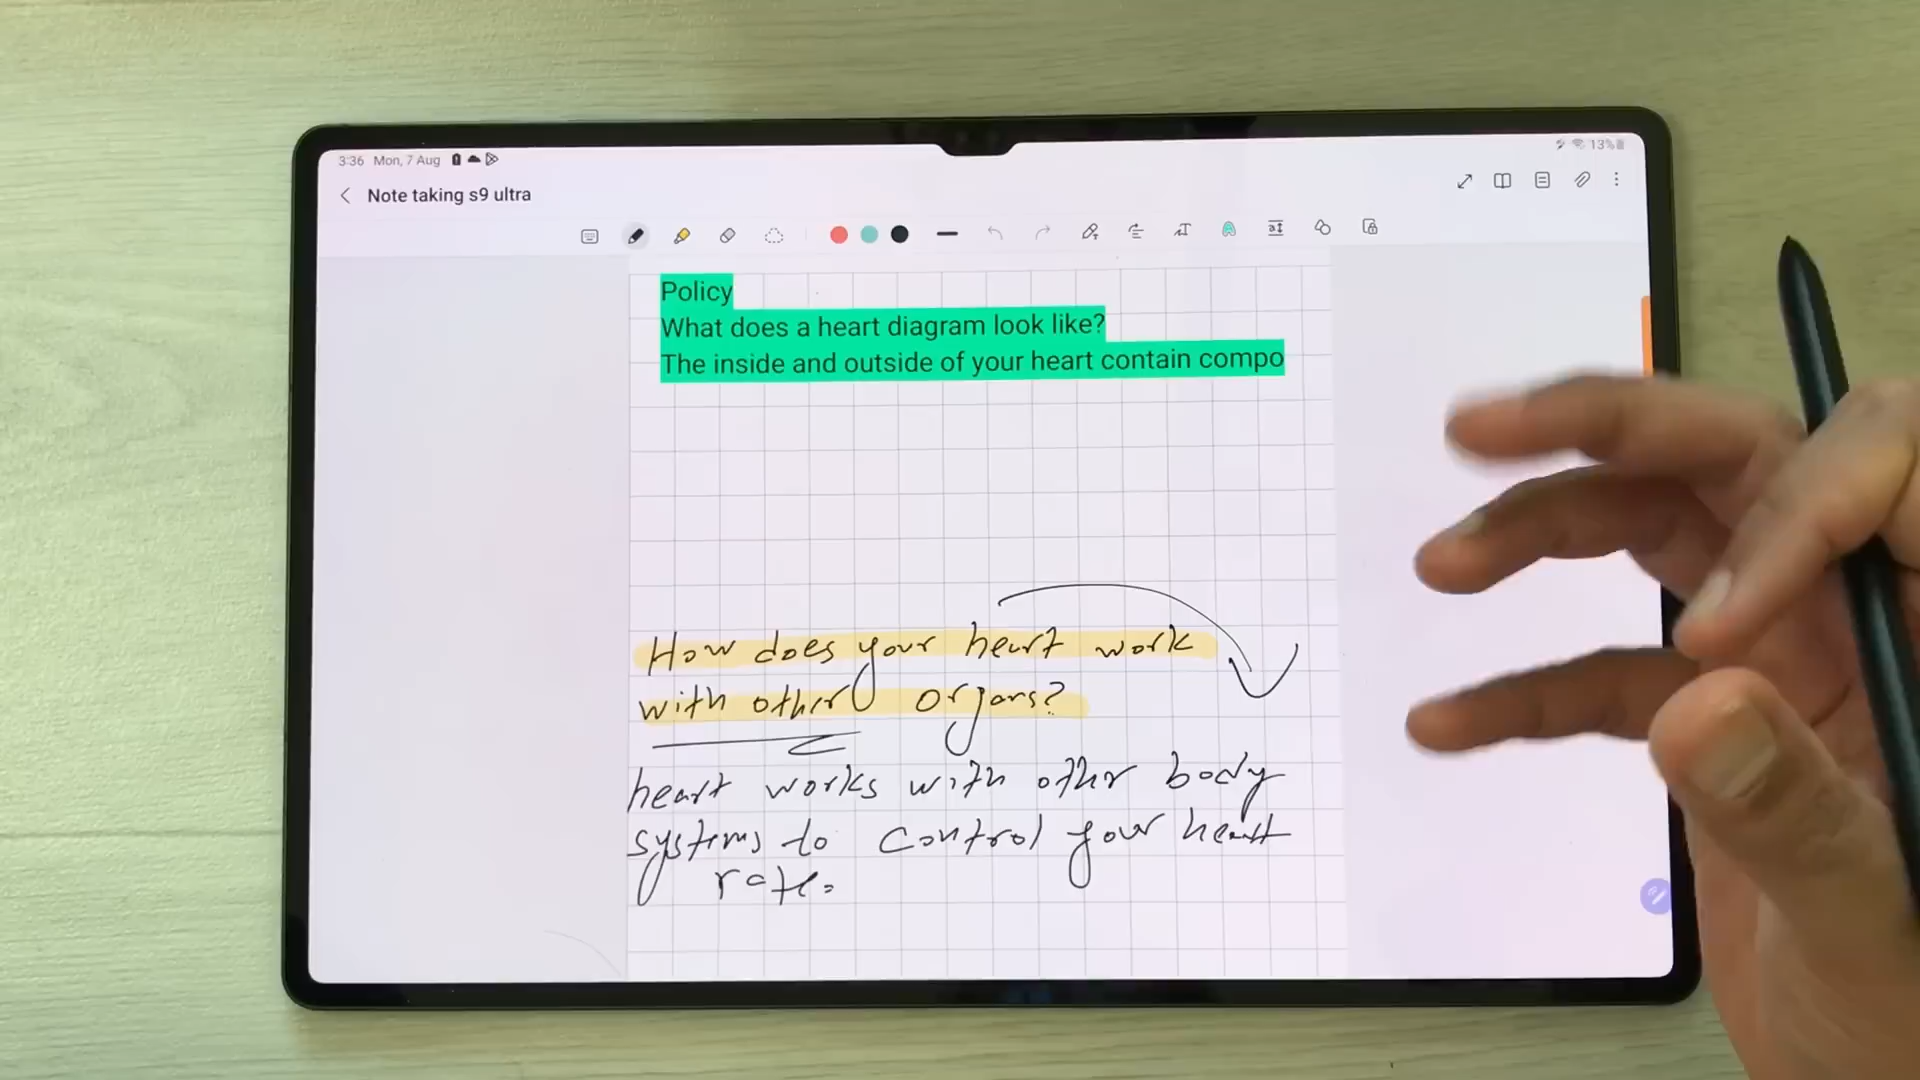 3:36 Mon, 7 Aug
13%
Note taking s9 ultra
Policy
What does a heart diagram look like?
The inside and outside of your heart contain compo
How does your heart work
with other organs?
heart works with other body
systems to control your heart
rate.